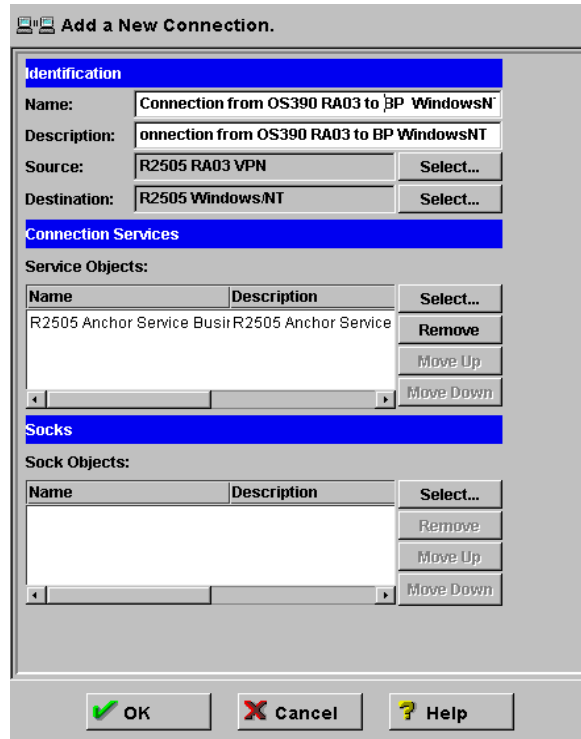 Add a New Connection.
Identification
Name: Connection from OS390 RA03 to BP WindowsN
Description: onnection from OS390 RA03 to BP WindowsNT
Source: R2505 RA03 VPN Select...
Destination: R2505 Windows/NT Select...
Connection Services
Service Objects:
Name Description Select...
R2505 Anchor Service Busi R2505 Anchor Service Remove
Move Up
Move Down
Socks
Sock Objects:
Name Description Select...
Remove
Move Up
Move Down
OK Cancel Help